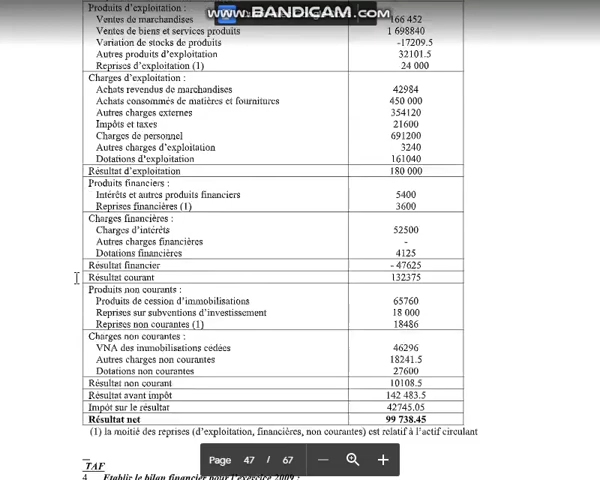 www.BANDICAM.com
Produits d'exploitation :
Ventes de marchandises 166 452
Ventes de biens et services produits 1 698840
Variation de stocks de produits -17209.5
Autres produits d'exploitation 32101.5
Reprises d'exploitation (1) 24 000
Charges d'exploitation :
Achats revendus de marchandises 42984
Achats consommés de matières et fournitures 450 000
Autres charges externes 354120
Impôts et taxes 21600
Charges de personnel 691200
Autres charges d'exploitation 3240
Dotations d'exploitation 161040
Résultat d'exploitation 180 000
Produits financiers :
Intérêts et autres produits financiers 5400
Reprises financières (1) 3600
Charges financières :
Charges d'intérêts 52500
Autres charges financières -
Dotations financières 4125
Résultat financier - 47625
Résultat courant 132375
Produits non courants :
Produits de cession d'immobilisations 65760
Reprises sur subventions d'investissement 18 000
Reprises non courantes (1) 18486
Charges non courantes :
VNA des immobilisations cédées 46296
Autres charges non courantes 18241.5
Dotations non courantes 27600
Résultat non courant 10108.5
Résultat avant impôt 142 483.5
Impôt sur le résultat 42745.05
Résultat net 99 738.45
(1) la moitié des reprises (d'exploitation, financières, non courantes) est relatif à l'actif circulant
Page 47 / 67
TAF
4 Etablir le bilan financier pour l'exercice 2009 :